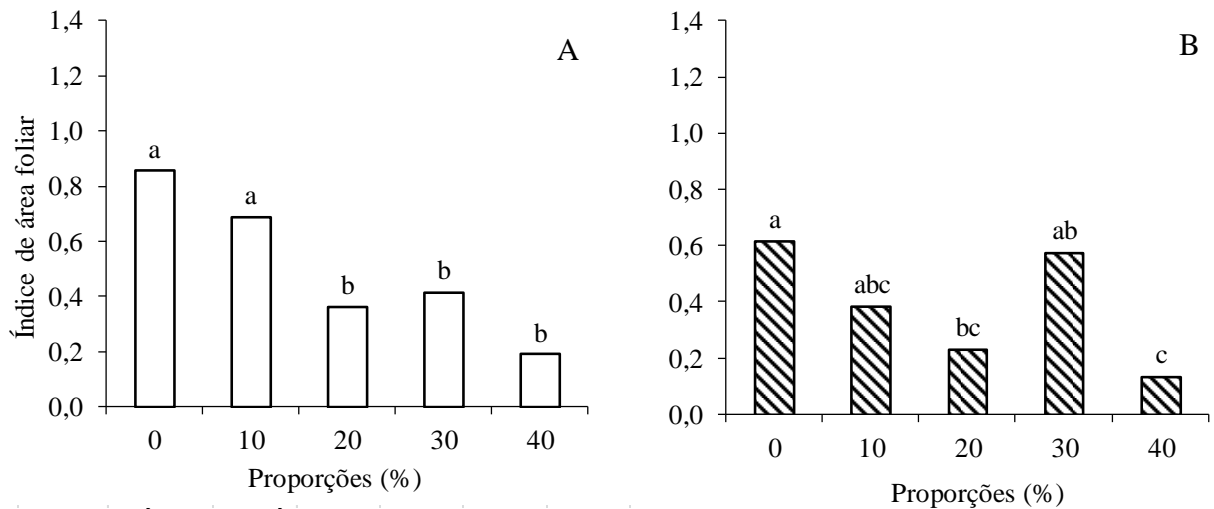 A
Índice de área foliar
1,4
1,2
1,0
0,8
0,6
0,4
0,2
0,0
a
a
b
b
b
0 10 20 30 40
Proporções (%)
B
1,4
1,2
1,0
0,8
0,6
0,4
0,2
0,0
a
abc
bc
ab
c
0 10 20 30 40
Proporções (%)